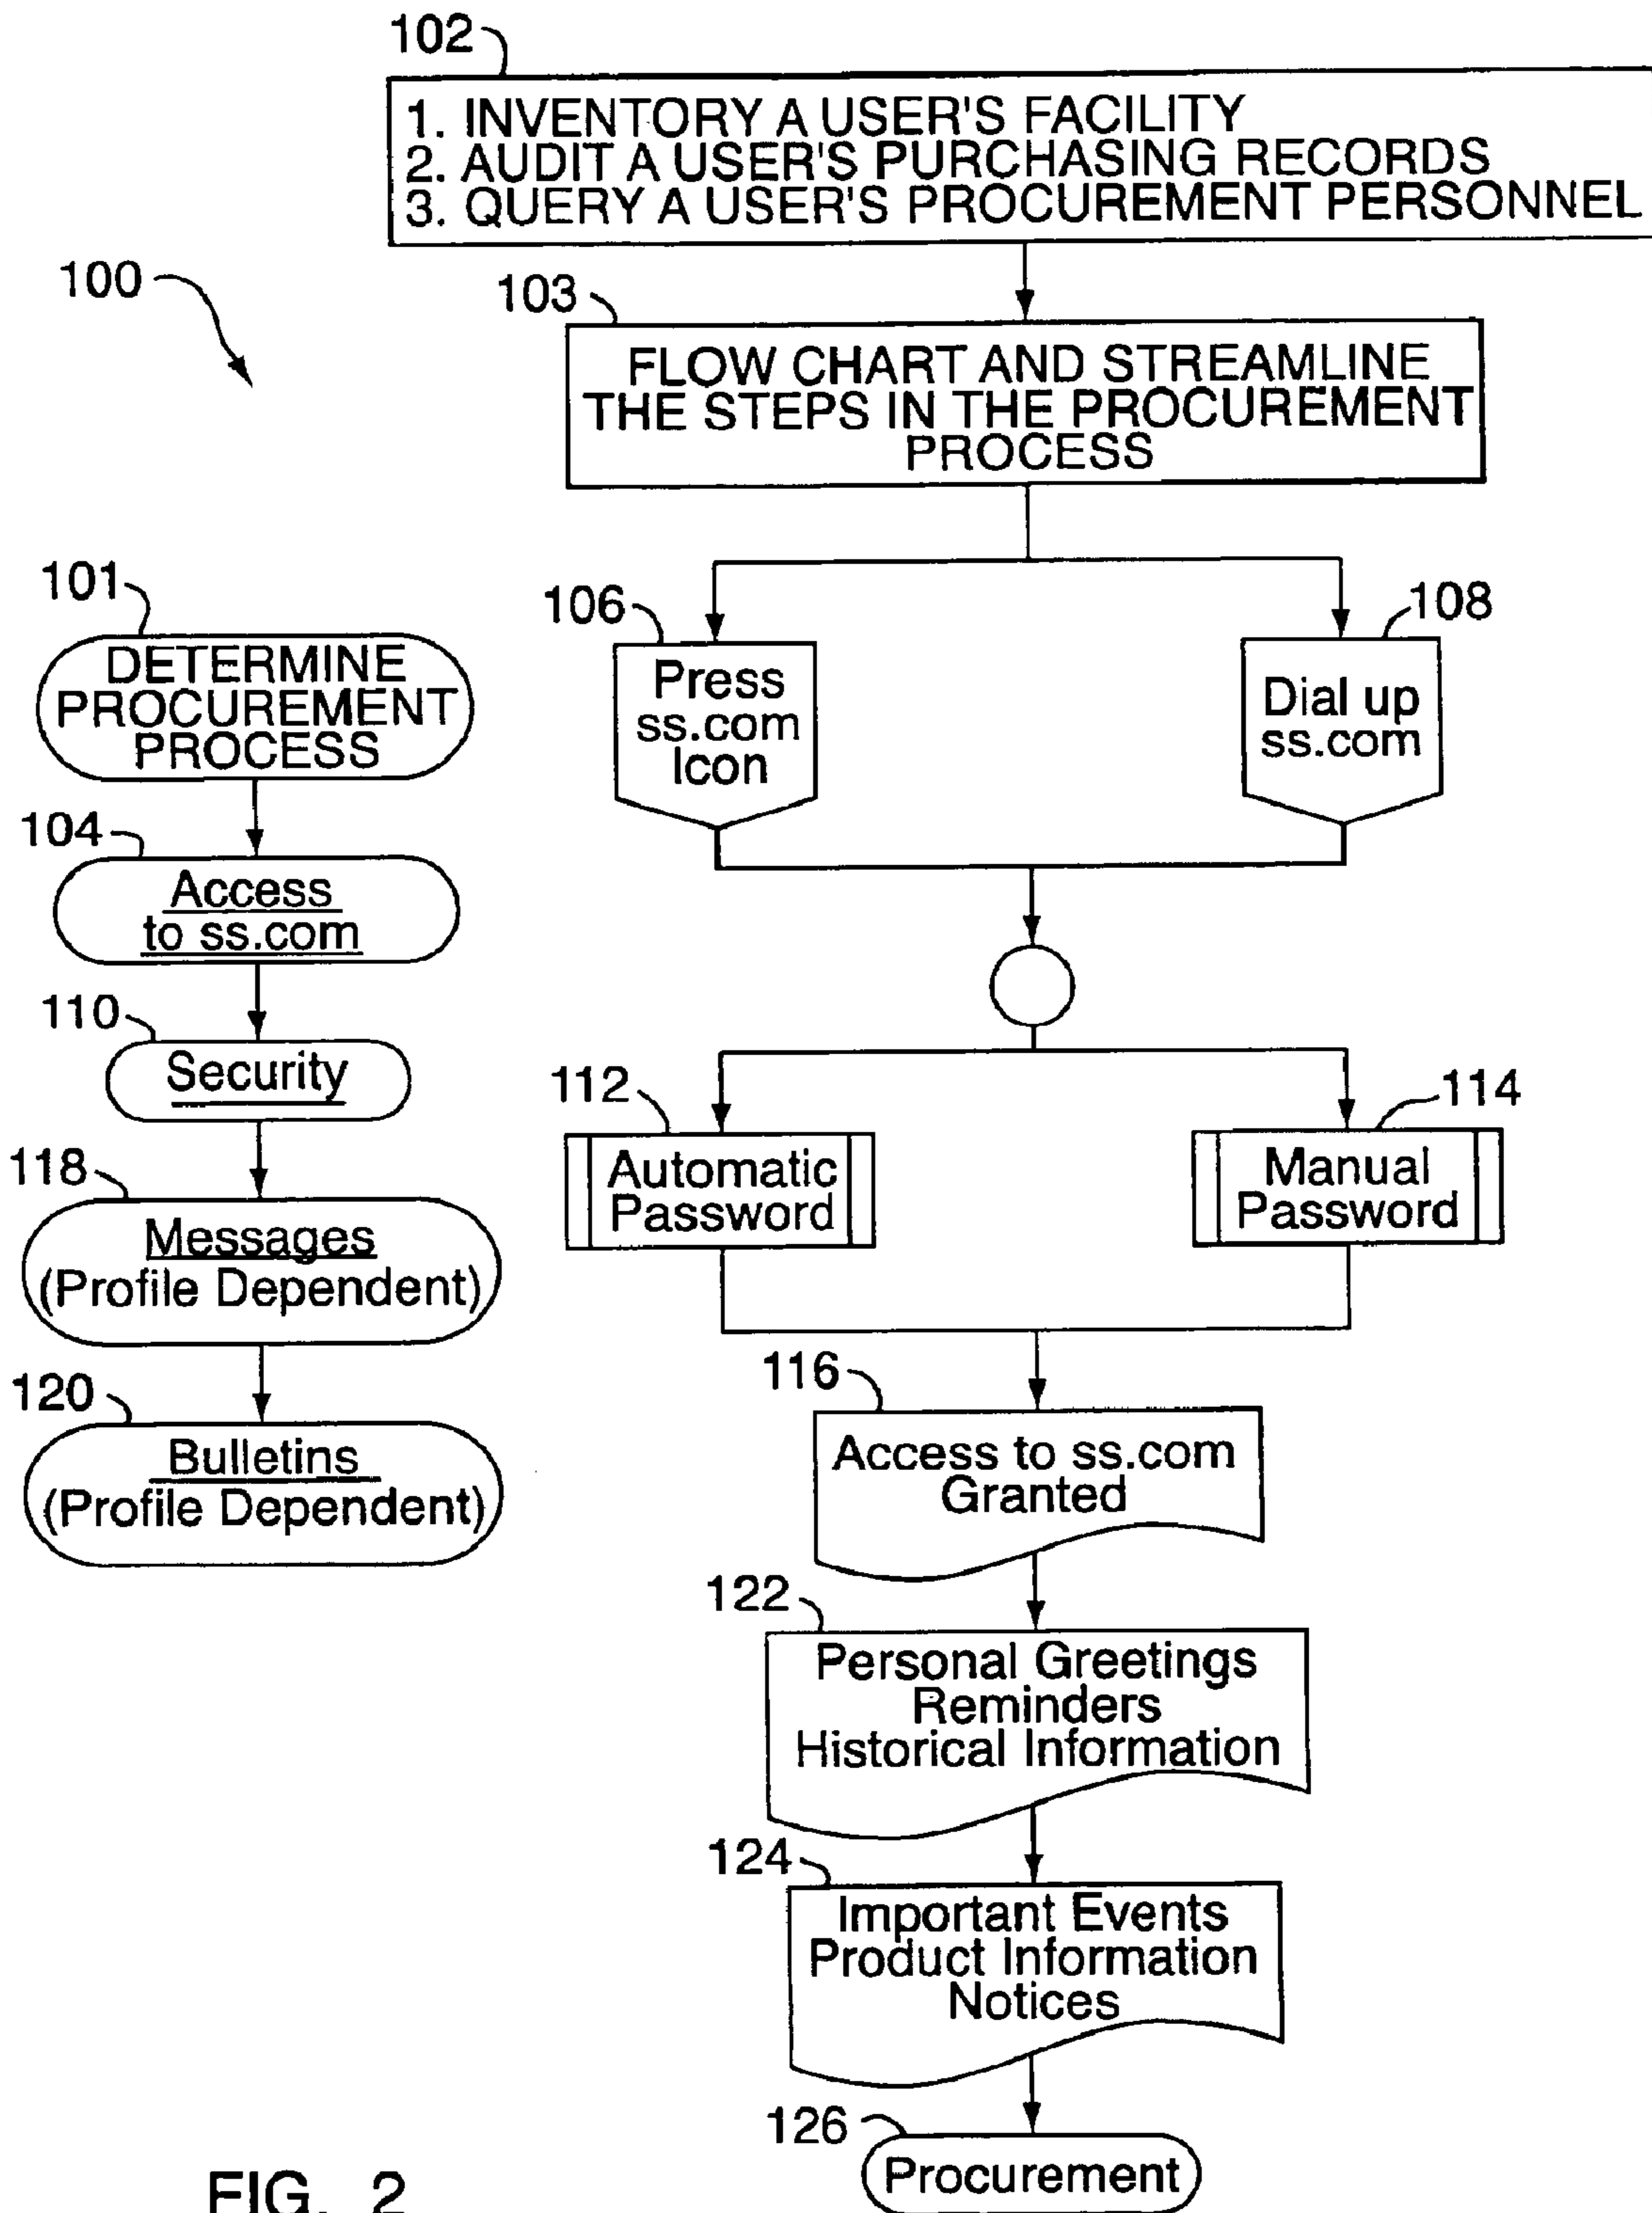 102
1. INVENTORY A USER'S FACILITY
2. AUDIT A USER'S PURCHASING RECORDS
3. QUERY A USER'S PROCUREMENT PERSONNEL
100
103
FLOW CHART AND STREAMLINE
THE STEPS IN THE PROCUREMENT
PROCESS
101
DETERMINE
PROCUREMENT
PROCESS
104
Access
to ss.com
110
Security
118
Messages
(Profile Dependent)
120
Bulletins
(Profile Dependent)
106
Press
ss.com
Icon
108
Dial up
ss.com
112
Automatic
Password
114
Manual
Password
116
Access to ss.com
Granted
122
Personal Greetings
Reminders
Historical Information
124
Important Events
Product Information
Notices
126
Procurement
FIG. 2